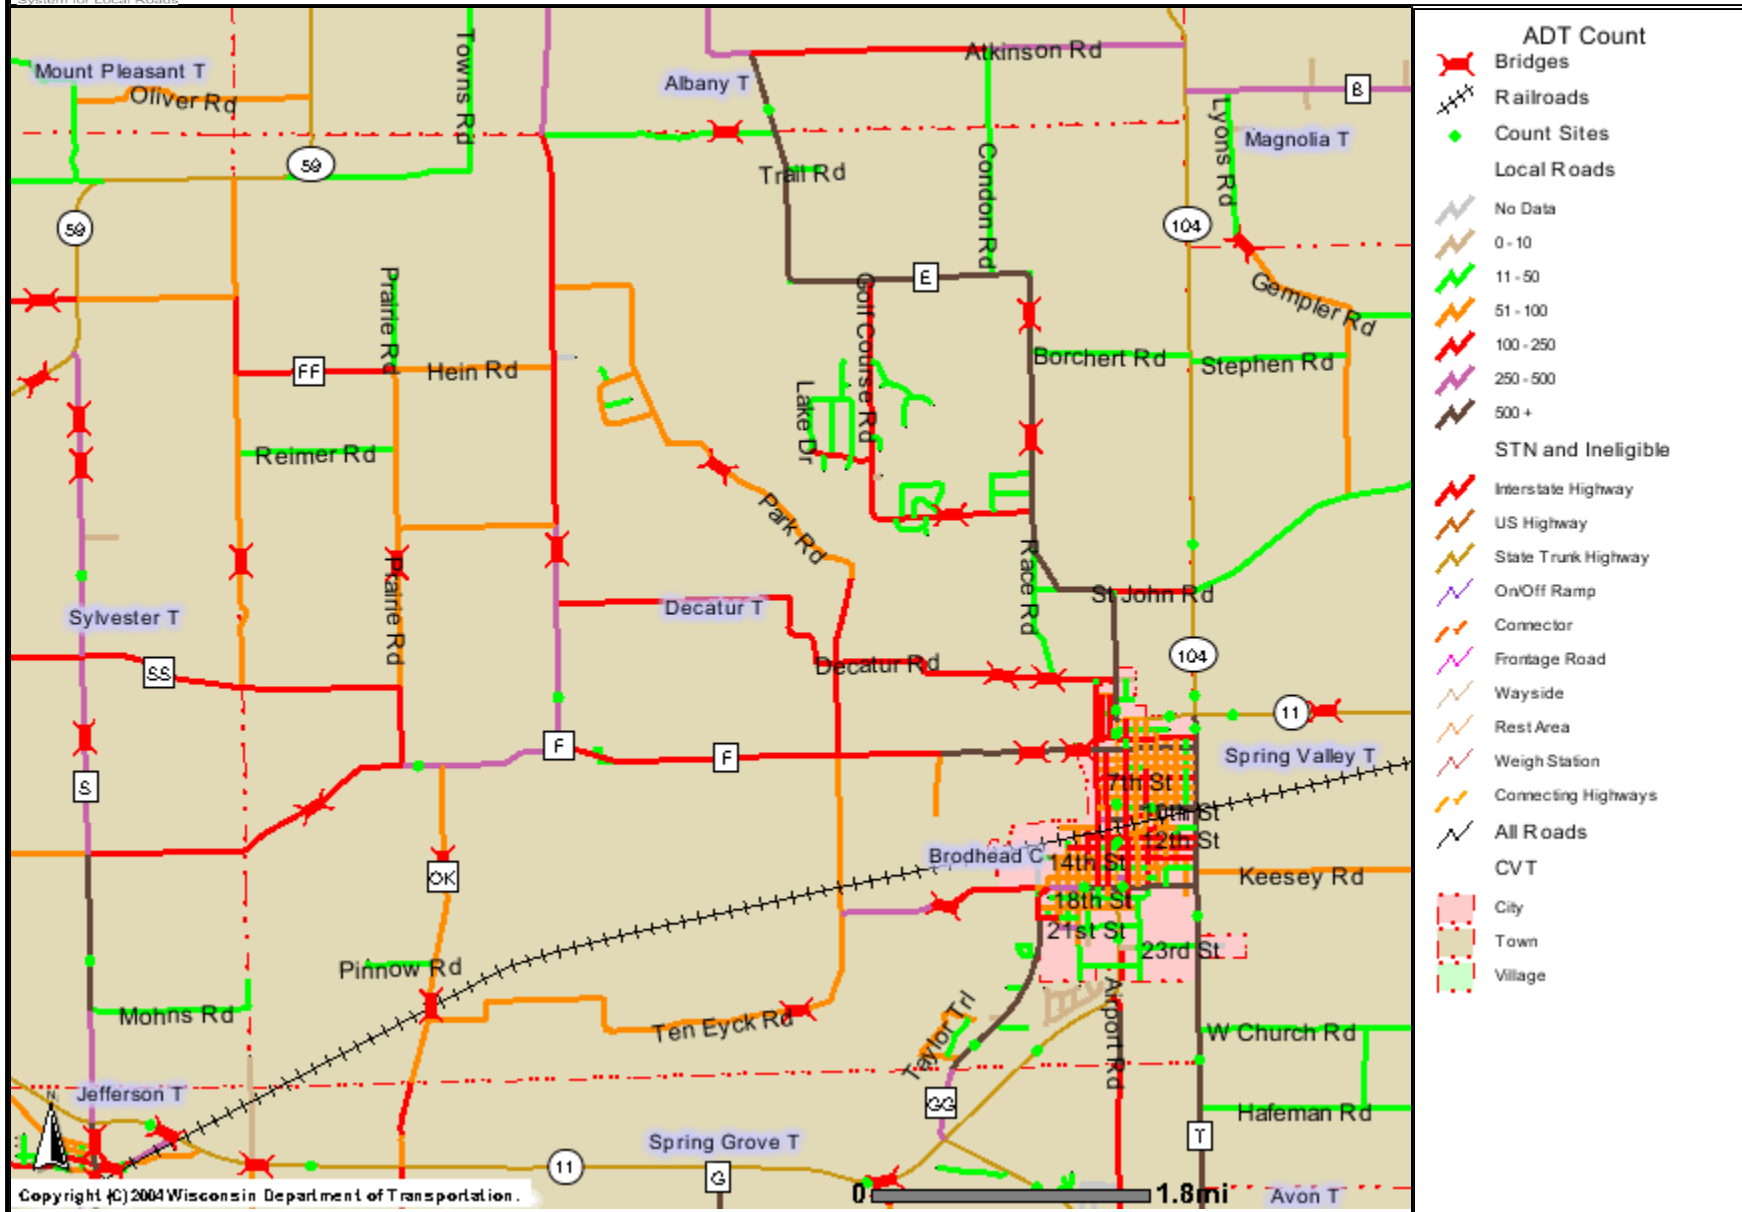 System for Local Roads
Mount Pleasant T
Oliver Rd
Towns Rd
Albany T
Atkinson Rd
B
Lyons Rd
Magnolia T
59
Trail Rd
Condon Rd
59
104
Prairie Rd
Golf Course Rd
E
Gempler Rd
FF
Hein Rd
Borchert Rd
Stephen Rd
Lake Dr
Reimer Rd
Park Rd
Prairie Rd
Race Rd
Sylvester T
Decatur T
St John Rd
SS
Decatur Rd
104
11
F
F
Spring Valley T
S
7th St
10th St
12th St
Brodhead C
14th St
OK
Keesey Rd
18th St
21st St
23rd St
Pinnow Rd
Mohns Rd
Ten Eyck Rd
Taylor Trl
Airport Rd
W Church Rd
N
Jefferson T
GG
Hafeman Rd
Spring Grove T
T
11
G
Copyright (C) 2004 Wisconsin Department of Transportation.
0
1.8mi
Avon T
ADT Count
Bridges
Railroads
Count Sites
Local Roads
No Data
0 - 10
11 - 50
51 - 100
100 - 250
250 - 500
500 +
STN and Ineligible
Interstate Highway
US Highway
State Trunk Highway
On/Off Ramp
Connector
Frontage Road
Wayside
Rest Area
Weigh Station
Connecting Highways
All Roads
CVT
City
Town
Village